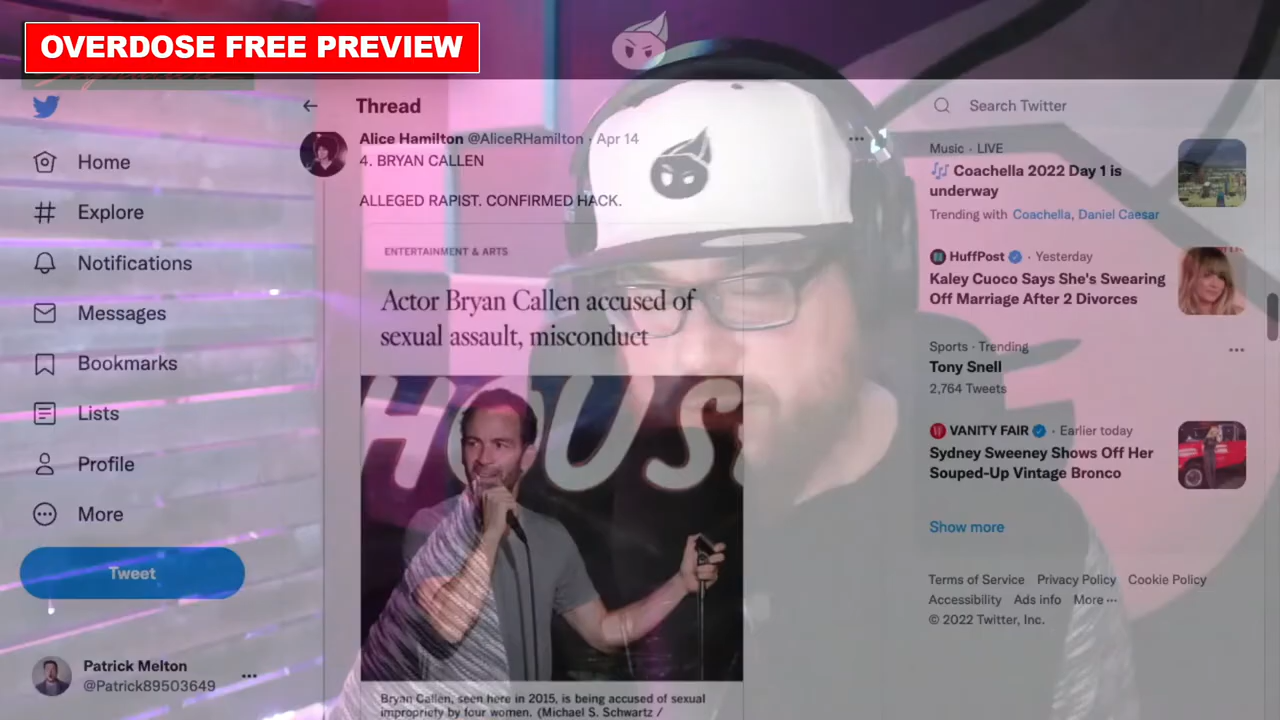 OVERDOSE FREE PREVIEW
Home
Explore
Notifications
Messages
Bookmarks
Lists
Profile
More
Tweet
Patrick Melton
@Patrick89503649
Thread
Alice Hamilton @AliceRHamilton · Apr 14
4. BRYAN CALLEN
ALLEGED RAPIST. CONFIRMED HACK.
ENTERTAINMENT & ARTS
Actor Bryan Callen accused of
sexual assault, misconduct
HOUS
Bryan Callen, seen here in 2015, is being accused of sexual
impropriety by four women. (Michael S. Schwartz /
Search Twitter
Music · LIVE
Coachella 2022 Day 1 is
underway
Trending with Coachella, Daniel Caesar
HuffPost · Yesterday
Kaley Cuoco Says She's Swearing
Off Marriage After 2 Divorces
Sports · Trending
Tony Snell
2,764 Tweets
VANITY FAIR · Earlier today
Sydney Sweeney Shows Off Her
Souped-Up Vintage Bronco
Show more
Terms of Service Privacy Policy Cookie Policy
Accessibility Ads info More ···
© 2022 Twitter, Inc.